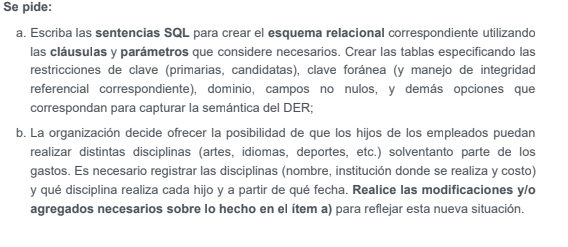 Se pide:
a. Escriba las sentencias SQL para crear el esquema relacional correspondiente utilizando
las cláusulas y parámetros que considere necesarios. Crear las tablas especificando las
restricciones de clave (primarias, candidatas), clave foránea (y manejo de integridad
referencial correspondiente), dominio, campos no nulos, y demás opciones que
correspondan para capturar la semántica del DER;
b. La organización decide ofrecer la posibilidad de que los hijos de los empleados puedan
realizar distintas disciplinas (artes, idiomas, deportes, etc.) solventanto parte de los
gastos. Es necesario registrar las disciplinas (nombre, institución donde se realiza y costo)
y qué disciplina realiza cada hijo y a partir de qué fecha. Realice las modificaciones y/o
agregados necesarios sobre lo hecho en el ítem a) para reflejar esta nueva situación.